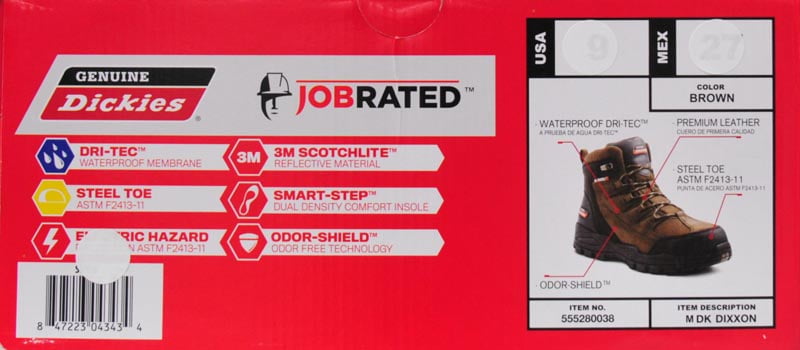 GENUINE
Dickies®
JOBRATED™
DRI-TEC™
WATERPROOF MEMBRANE
3M
3M SCOTCHLITE™
REFLECTIVE MATERIAL
STEEL TOE
ASTM F2413-11
SMART-STEP™
DUAL DENSITY COMFORT INSOLE
HAZARD
ASTM F2413-11
ODOR-SHIELD™
ODOR FREE TECHNOLOGY
8 47223 04343 4
USA
9
MEX
27
COLOR
BROWN
WATERPROOF DRI-TEC™
A PRUEBA DE AGUA DRI-TEC™
PREMIUM LEATHER
CUERO DE PRIMERA CALIDAD
STEEL TOE
ASTM F2413-11
PUNTA DE ACERO ASTM F2413-11
ODOR-SHIELD™
ITEM NO.
555280038
ITEM DESCRIPTION
M DK DIXXON